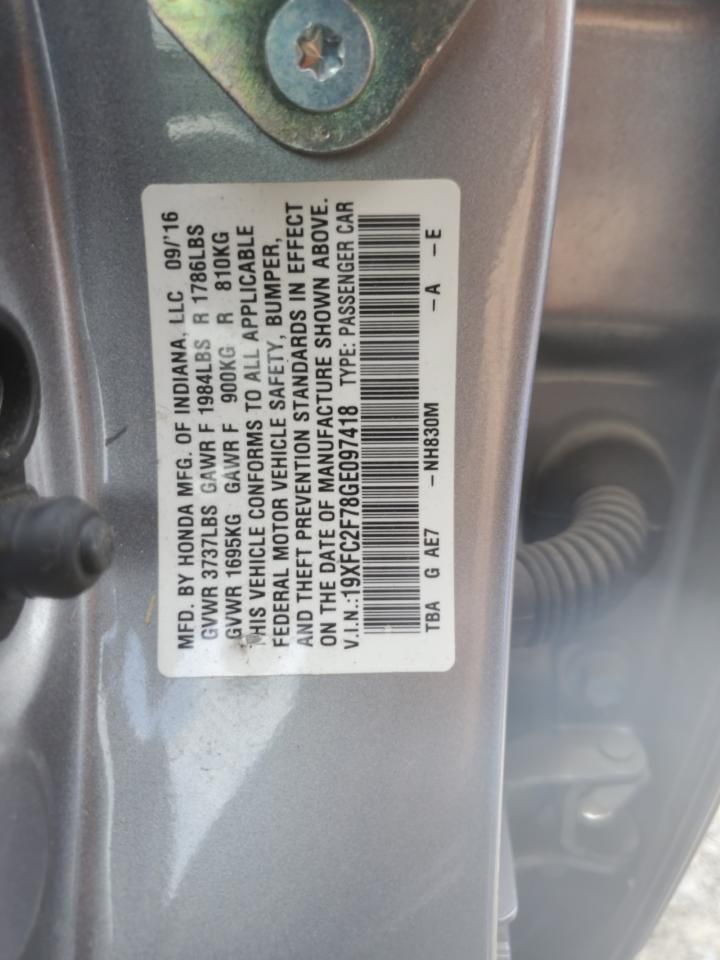 MFD. BY HONDA MFG. OF INDIANA, LLC 09/'16
GVWR 3737LBS GAWR F 1984LBS R 1786LBS
GVWR 1695KG GAWR F 900KG R 810KG
THIS VEHICLE CONFORMS TO ALL APPLICABLE
FEDERAL MOTOR VEHICLE SAFETY, BUMPER,
AND THEFT PREVENTION STANDARDS IN EFFECT
ON THE DATE OF MANUFACTURE SHOWN ABOVE.
V.I.N.:19XFC2F78GE097418 TYPE: PASSENGER CAR
TBA G AE7 -NH830M -A -E